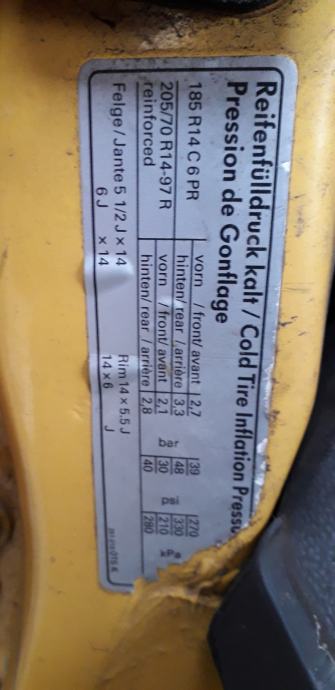 Reifenfülldruck kalt / Cold Tire Inflation Pressu
Pression de Gonflage
185 R14 C 6 PR vorn / front/ avant 2,7 39 270
hinten/ rear / arrière 3,3 48 330
205/70 R14-97 R vorn / front/ avant 2,1 30 210
reinforced hinten/ rear / arrière 2,8 40 280
bar psi kPa
Felge / Jante 5 1/2 J x 14 Rim 14 x 5.5 J
6 J x 14 14 x 6 J